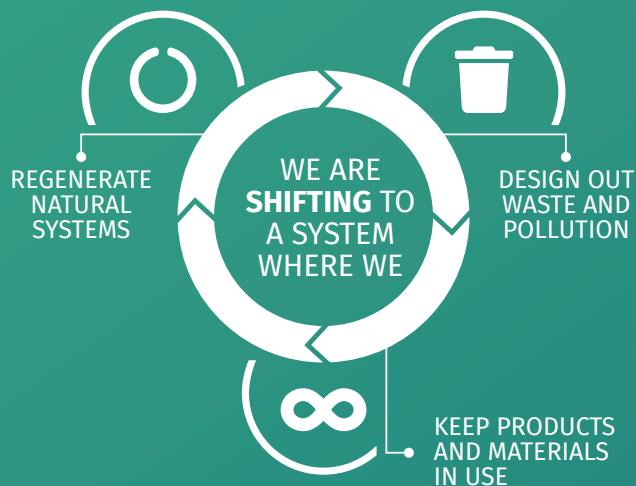 WE ARE
SHIFTING TO
A SYSTEM
WHERE WE
REGENERATE
NATURAL
SYSTEMS
DESIGN OUT
WASTE AND
POLLUTION
KEEP PRODUCTS
AND MATERIALS
IN USE